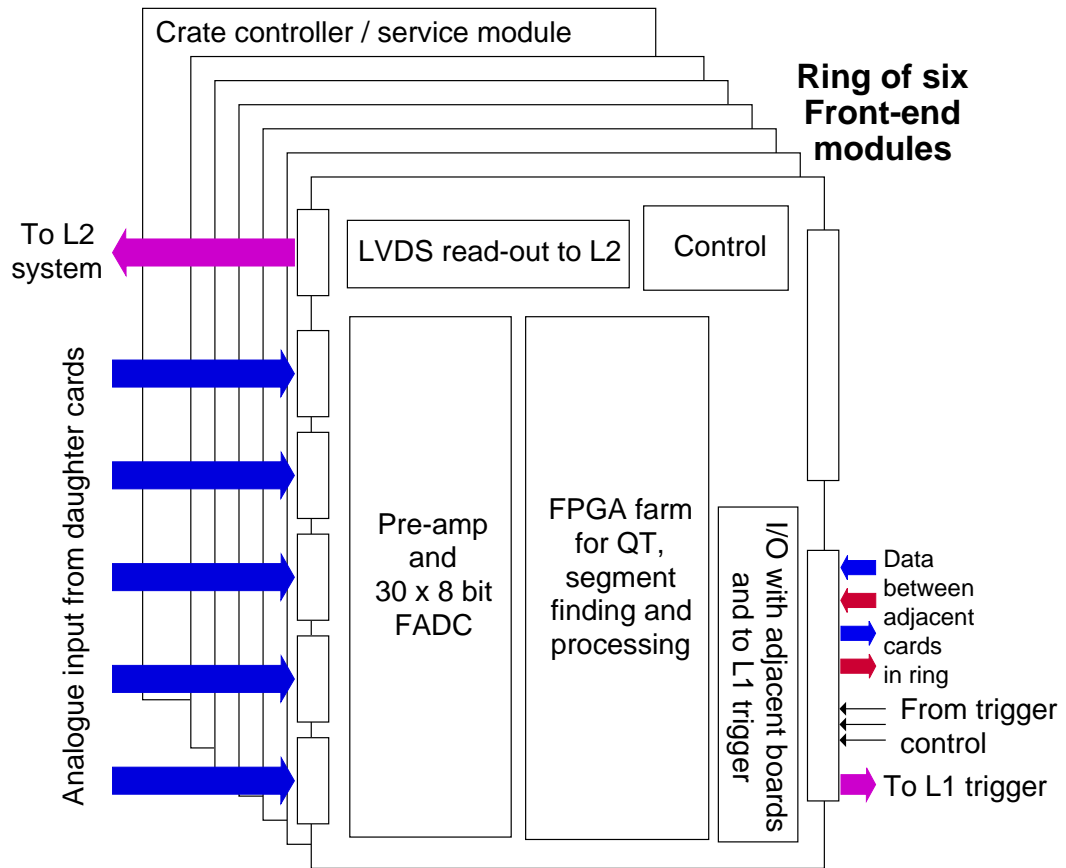 Crate controller / service module
Ring of six
Front-end
modules
To L2
system
LVDS read-out to L2
Control
Analogue input from daughter cards
Pre-amp
and
30 x 8 bit
FADC
FPGA farm
for QT,
segment
finding and
processing
I/O with adjacent boards
and to L1 trigger
Data
between
adjacent
cards
in ring
From trigger
control
To L1 trigger